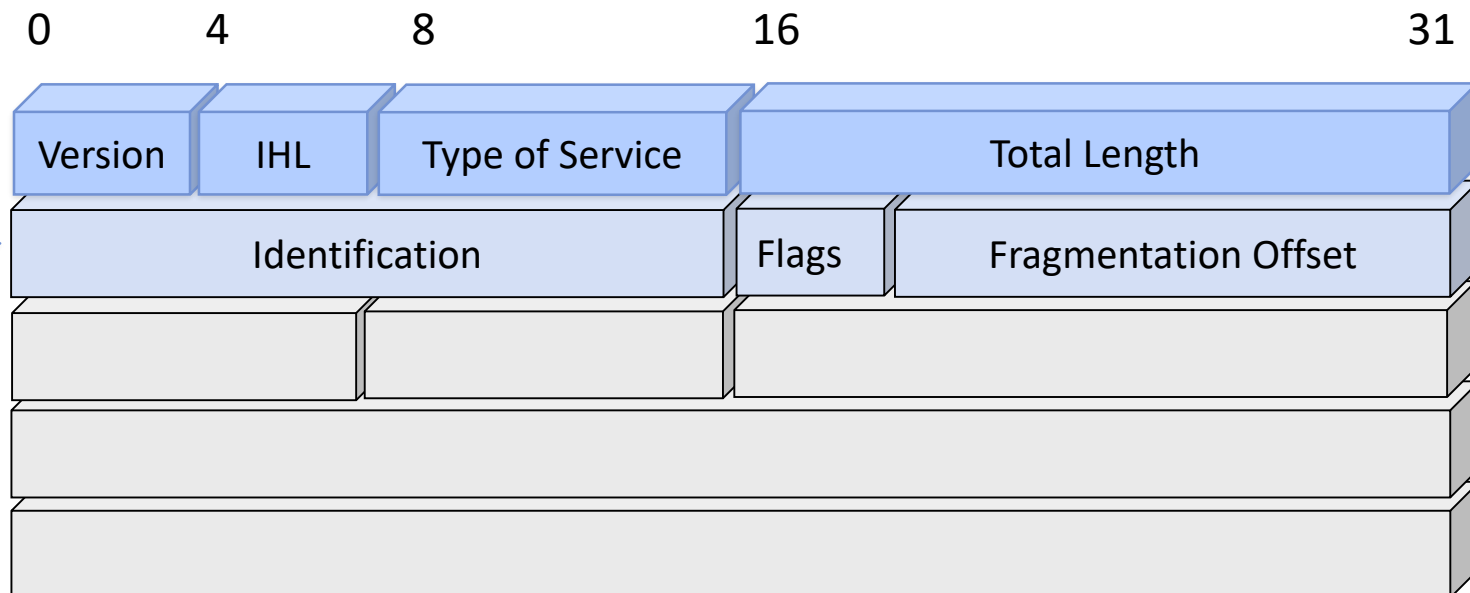 0 4 8 16 31
Version IHL Type of Service Total Length
Identification Flags Fragmentation Offset